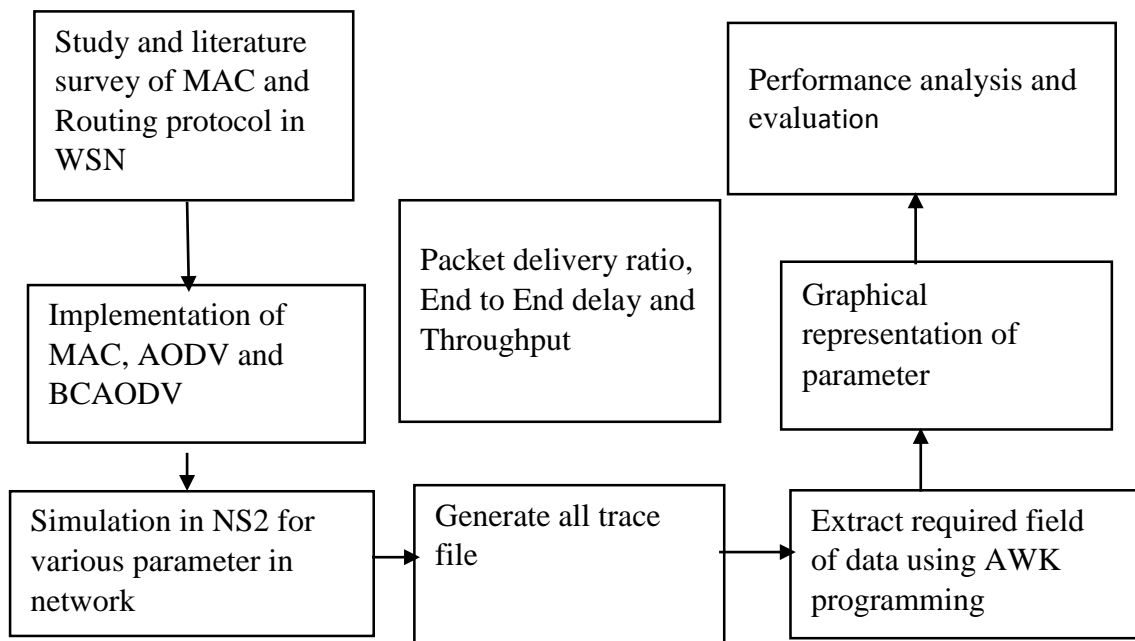 Study and literature
survey of MAC and
Routing protocol in
WSN
Implementation of
MAC, AODV and
BCAODV
Simulation in NS2 for
various parameter in
network
Generate all trace
file
Extract required field
of data using AWK
programming
Graphical
representation of
parameter
Performance analysis and
evaluation
Packet delivery ratio,
End to End delay and
Throughput